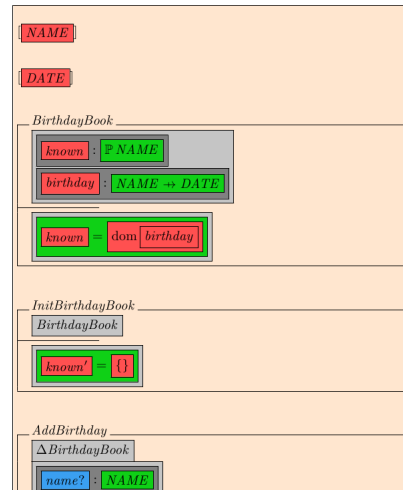 [NAME]
[DATE]
BirthdayBook
known : ℙ NAME
birthday : NAME ⇸ DATE
known = dom birthday
InitBirthdayBook
BirthdayBook
known′ = {}
AddBirthday
ΔBirthdayBook
name? : NAME